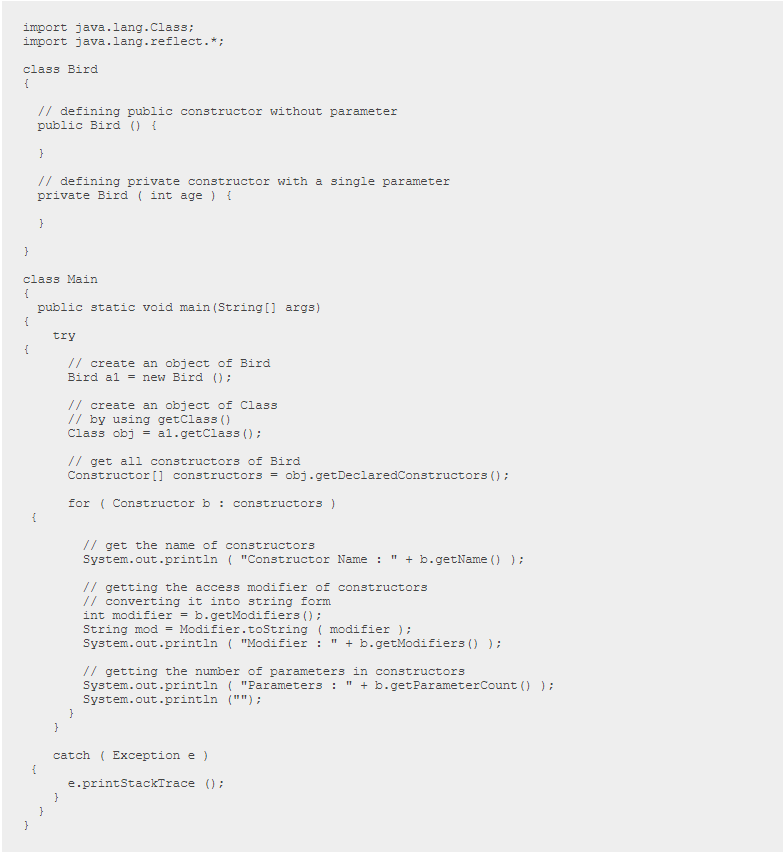 import java.lang.Class;
import java.lang.reflect.*;

class Bird
{

  // defining public constructor without parameter
  public Bird () {

  }

  // defining private constructor with a single parameter
  private Bird ( int age ) {

  }

}

class Main
{
  public static void main(String[] args)
{
    try
{
      // create an object of Bird
      Bird a1 = new Bird ();

      // create an object of Class
      // by using getClass()
      Class obj = a1.getClass();

      // get all constructors of Bird
      Constructor[] constructors = obj.getDeclaredConstructors();

      for ( Constructor b : constructors )
 {

        // get the name of constructors
        System.out.println ( "Constructor Name : " + b.getName() );

        // getting the access modifier of constructors
        // converting it into string form
        int modifier = b.getModifiers();
        String mod = Modifier.toString ( modifier );
        System.out.println ( "Modifier : " + b.getModifiers() );

        // getting the number of parameters in constructors
        System.out.println ( "Parameters : " + b.getParameterCount() );
        System.out.println ("");
      }
    }

    catch ( Exception e )
 {
      e.printStackTrace ();
    }
  }
}